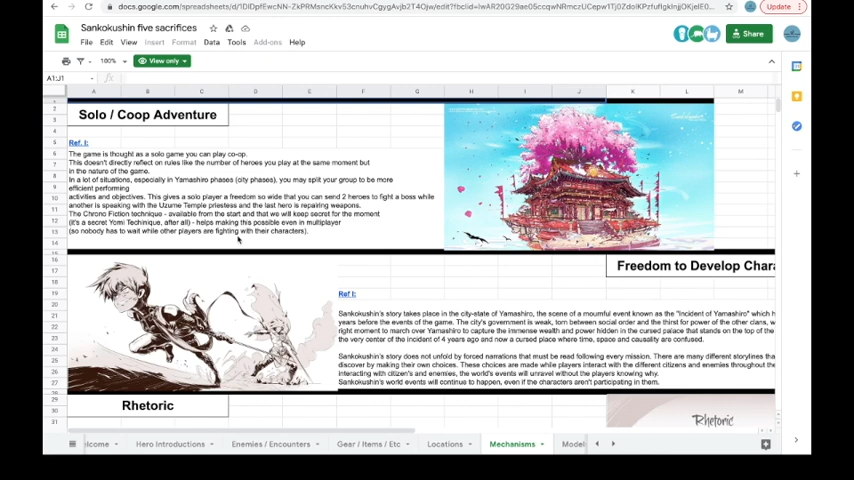 docs.google.com/spreadsheets/d/
Update
Sankokushin five sacrifices
File Edit View Insert Format Data Tools Add-ons Help
Share
100%
View only
A1:J1
fx
A B C D E F G H I J K L M
Solo / Coop Adventure
Ref. I:
The game is thought as a solo game you can play co-op.
This doesn't directly reflect on rules like the number of heroes you play at the same moment but
in the nature of the game.
In a lot of situations, especially in Yamashiro phases (city phases), you may split your group to be more
efficient performing
activities and objectives. This gives a solo player a freedom so wide that you can send 2 heroes to fight a boss while
another is speaking with the Uzume Temple priestess and the last hero is repairing weapons.
The Chrono Fiction technique - available from the start and that we will keep secret for the moment
(it's a secret Yomi Techinique, after all) - helps making this possible even in multiplayer
(so nobody has to wait while other players are fighting with their characters).
Freedom to Develop Chara
Ref I:
Sankokushin's story takes place in the city-state of Yamashiro, the scene of a mournful event known as the "Incident of Yamashiro" which h
years before the events of the game. The city's government is weak, torn between social order and the thirst for power of the other clans, w
right moment to march over Yamashiro to capture the immense wealth and power hidden in the cursed palace that stands on the top of the
the very center of the incident of 4 years ago and now a cursed place where time, space and causality are confused.
Sankokushin's story does not unfold by forced narrations that must be read following every mission. There are many different storylines tha
discover by making their own choices. These choices are made while players interact with the different citizens and enemies throughout the
interacting with citizen's and enemies, the world's events will unravel without the players knowing why.
Sankokushin's world events will continue to happen, even if the characters aren't participating in them.
Rhetoric
Rhetoric
elcome Hero Introductions Enemies / Encounters Gear / Items / Etc Locations Mechanisms Model